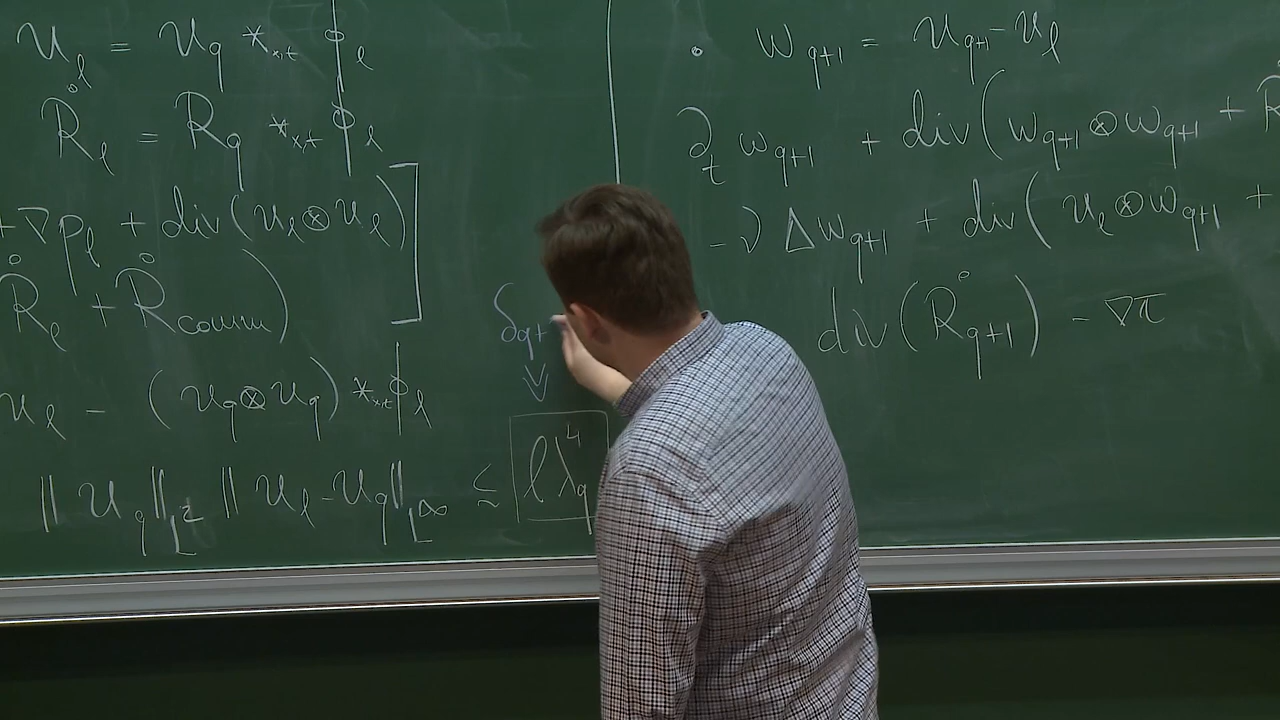 u_ℓ = u_q *_{x,t} ϕ_ℓ
R̊_ℓ = R̊_q *_{x,t} ϕ_ℓ
+ ∇p_ℓ + div(u_ℓ ⊗ u_ℓ) ]
R̊_ℓ + R̊_comm)
u_ℓ - (u_q ⊗ u_q) *_{x,t} ϕ_ℓ
‖u_q‖_{L²} ‖u_ℓ - u_q‖_{L^∞} ≲ ℓλ_q^4
δ_{q+
↓
• w_{q+1} = u_{q+1} - u_ℓ
∂_t w_{q+1} + div(w_{q+1} ⊗ w_{q+1} + R
- ν Δw_{q+1} + div(u_ℓ ⊗ w_{q+1} +
div(R̊_{q+1}) - ∇π